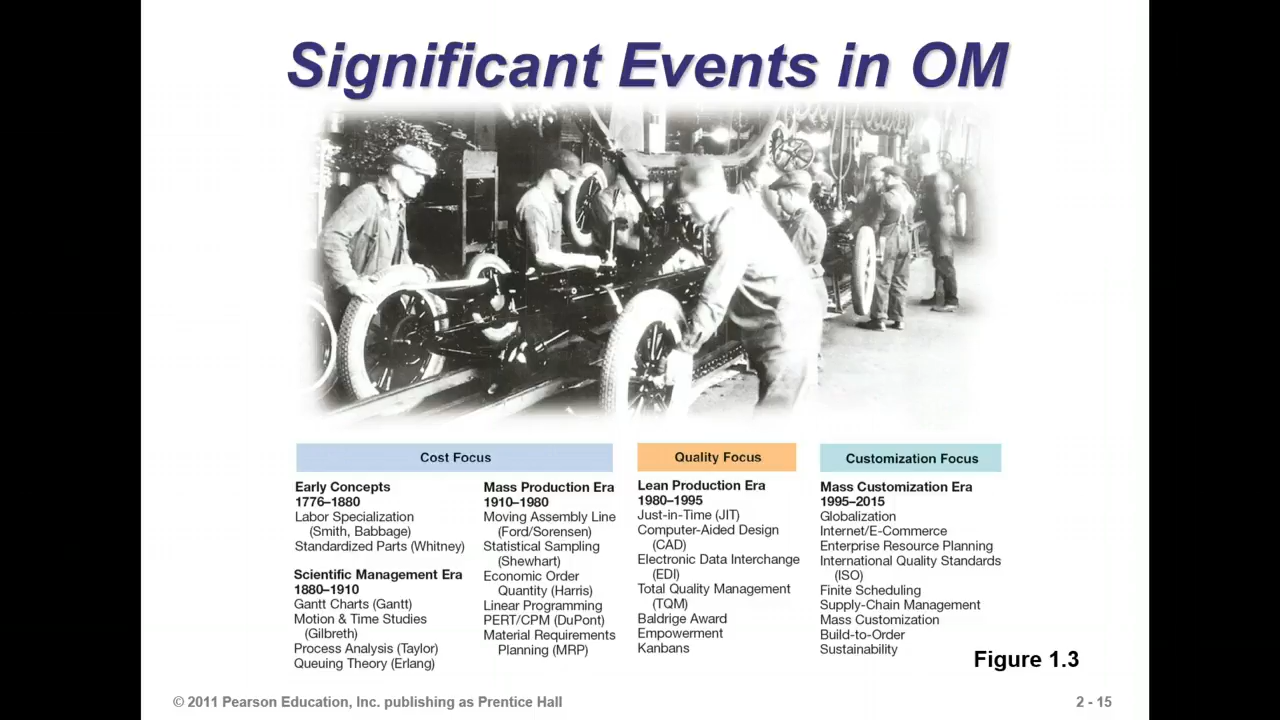 Significant Events in OM
Cost Focus
Early Concepts
1776–1880
Labor Specialization
(Smith, Babbage)
Standardized Parts (Whitney)
Scientific Management Era
1880–1910
Gantt Charts (Gantt)
Motion & Time Studies
(Gilbreth)
Process Analysis (Taylor)
Queuing Theory (Erlang)
Mass Production Era
1910–1980
Moving Assembly Line
(Ford/Sorensen)
Statistical Sampling
(Shewhart)
Economic Order
Quantity (Harris)
Linear Programming
PERT/CPM (DuPont)
Material Requirements
Planning (MRP)
Quality Focus
Lean Production Era
1980–1995
Just-in-Time (JIT)
Computer-Aided Design
(CAD)
Electronic Data Interchange
(EDI)
Total Quality Management
(TQM)
Baldrige Award
Empowerment
Kanbans
Customization Focus
Mass Customization Era
1995–2015
Globalization
Internet/E-Commerce
Enterprise Resource Planning
International Quality Standards
(ISO)
Finite Scheduling
Supply-Chain Management
Mass Customization
Build-to-Order
Sustainability
Figure 1.3
© 2011 Pearson Education, Inc. publishing as Prentice Hall
2 - 15